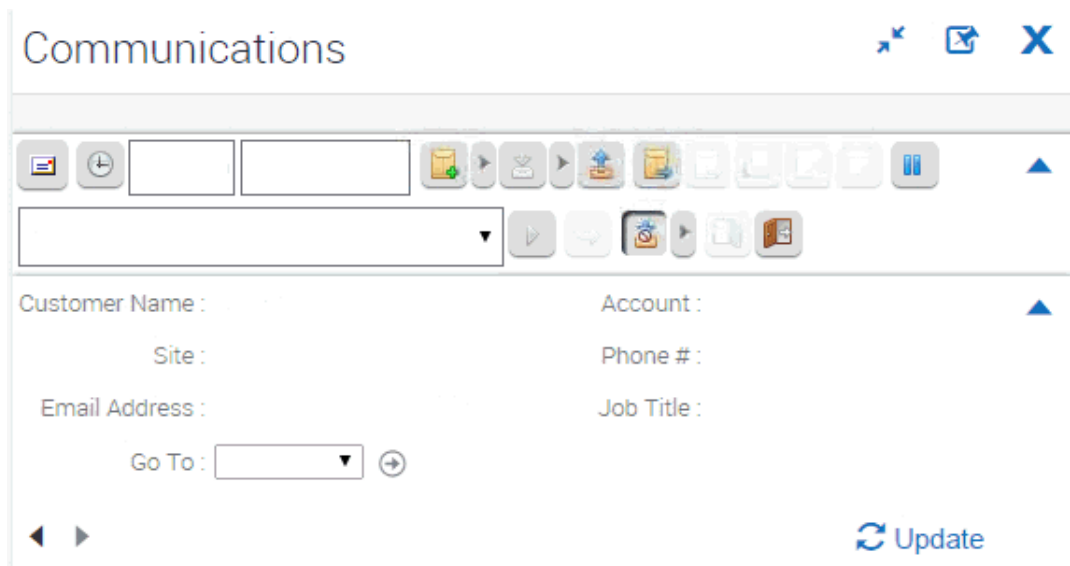 Communications
Customer Name :
Account :
Site :
Phone # :
Email Address :
Job Title :
Go To :
Update